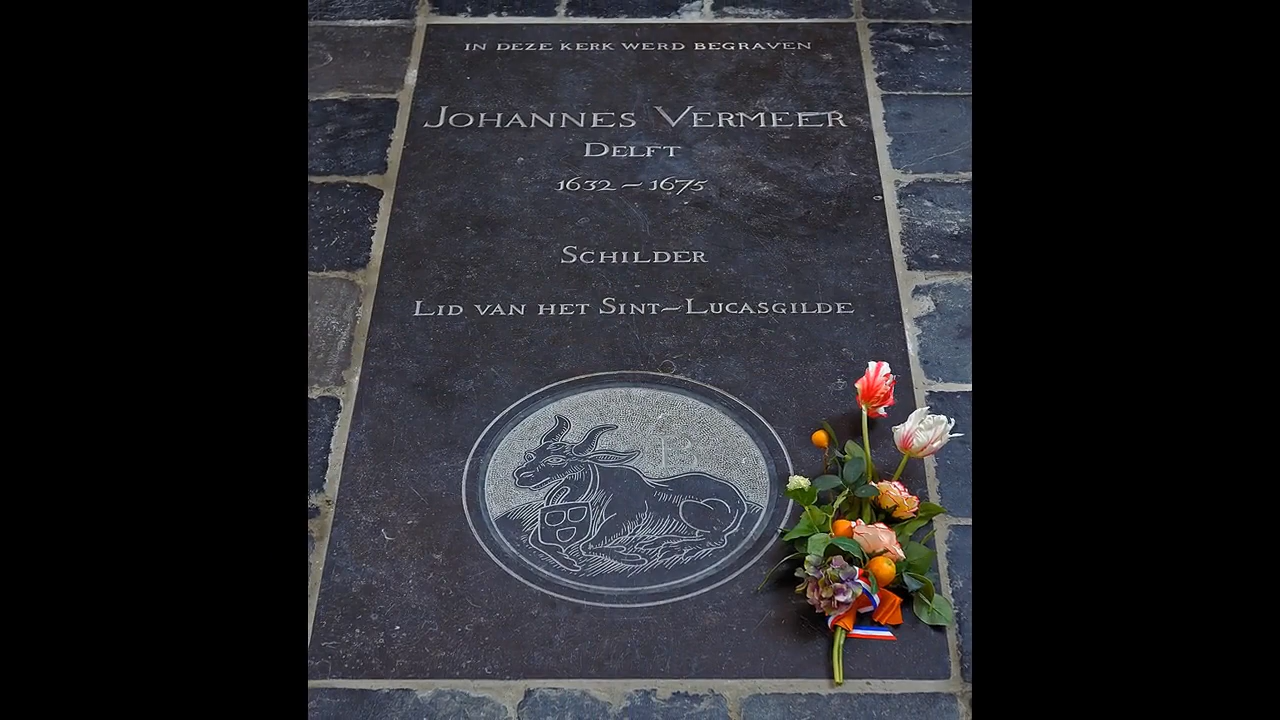 IN DEZE KERK WERD BEGRAVEN
JOHANNES VERMEER
DELFT
1632 – 1675
SCHILDER
LID VAN HET SINT-LUCASGILDE